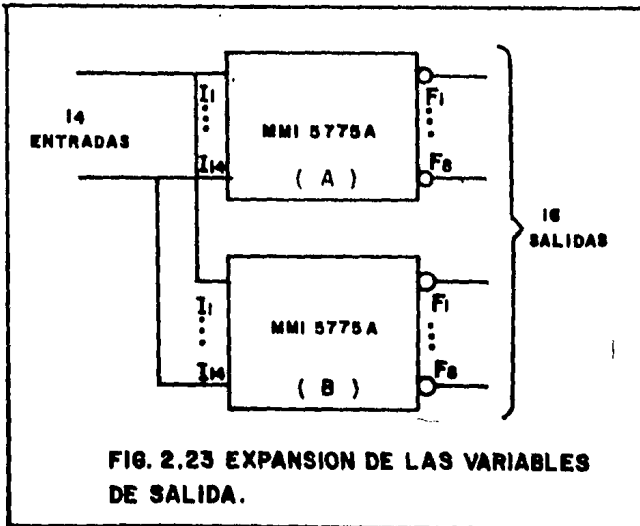 14
ENTRADAS
I1
I14
MMI 5775A
( A )
F1
F8
I1
I14
MMI 5775A
( B )
F1
F8
16
SALIDAS
FIG. 2.23 EXPANSION DE LAS VARIABLES
DE SALIDA.